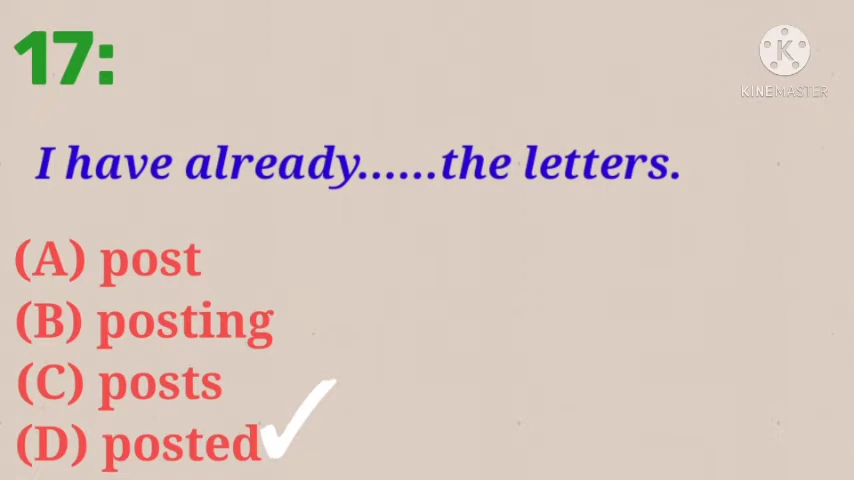 17:
KINEMASTER
I have already......the letters.
(A) post
(B) posting
(C) posts
(D) posted